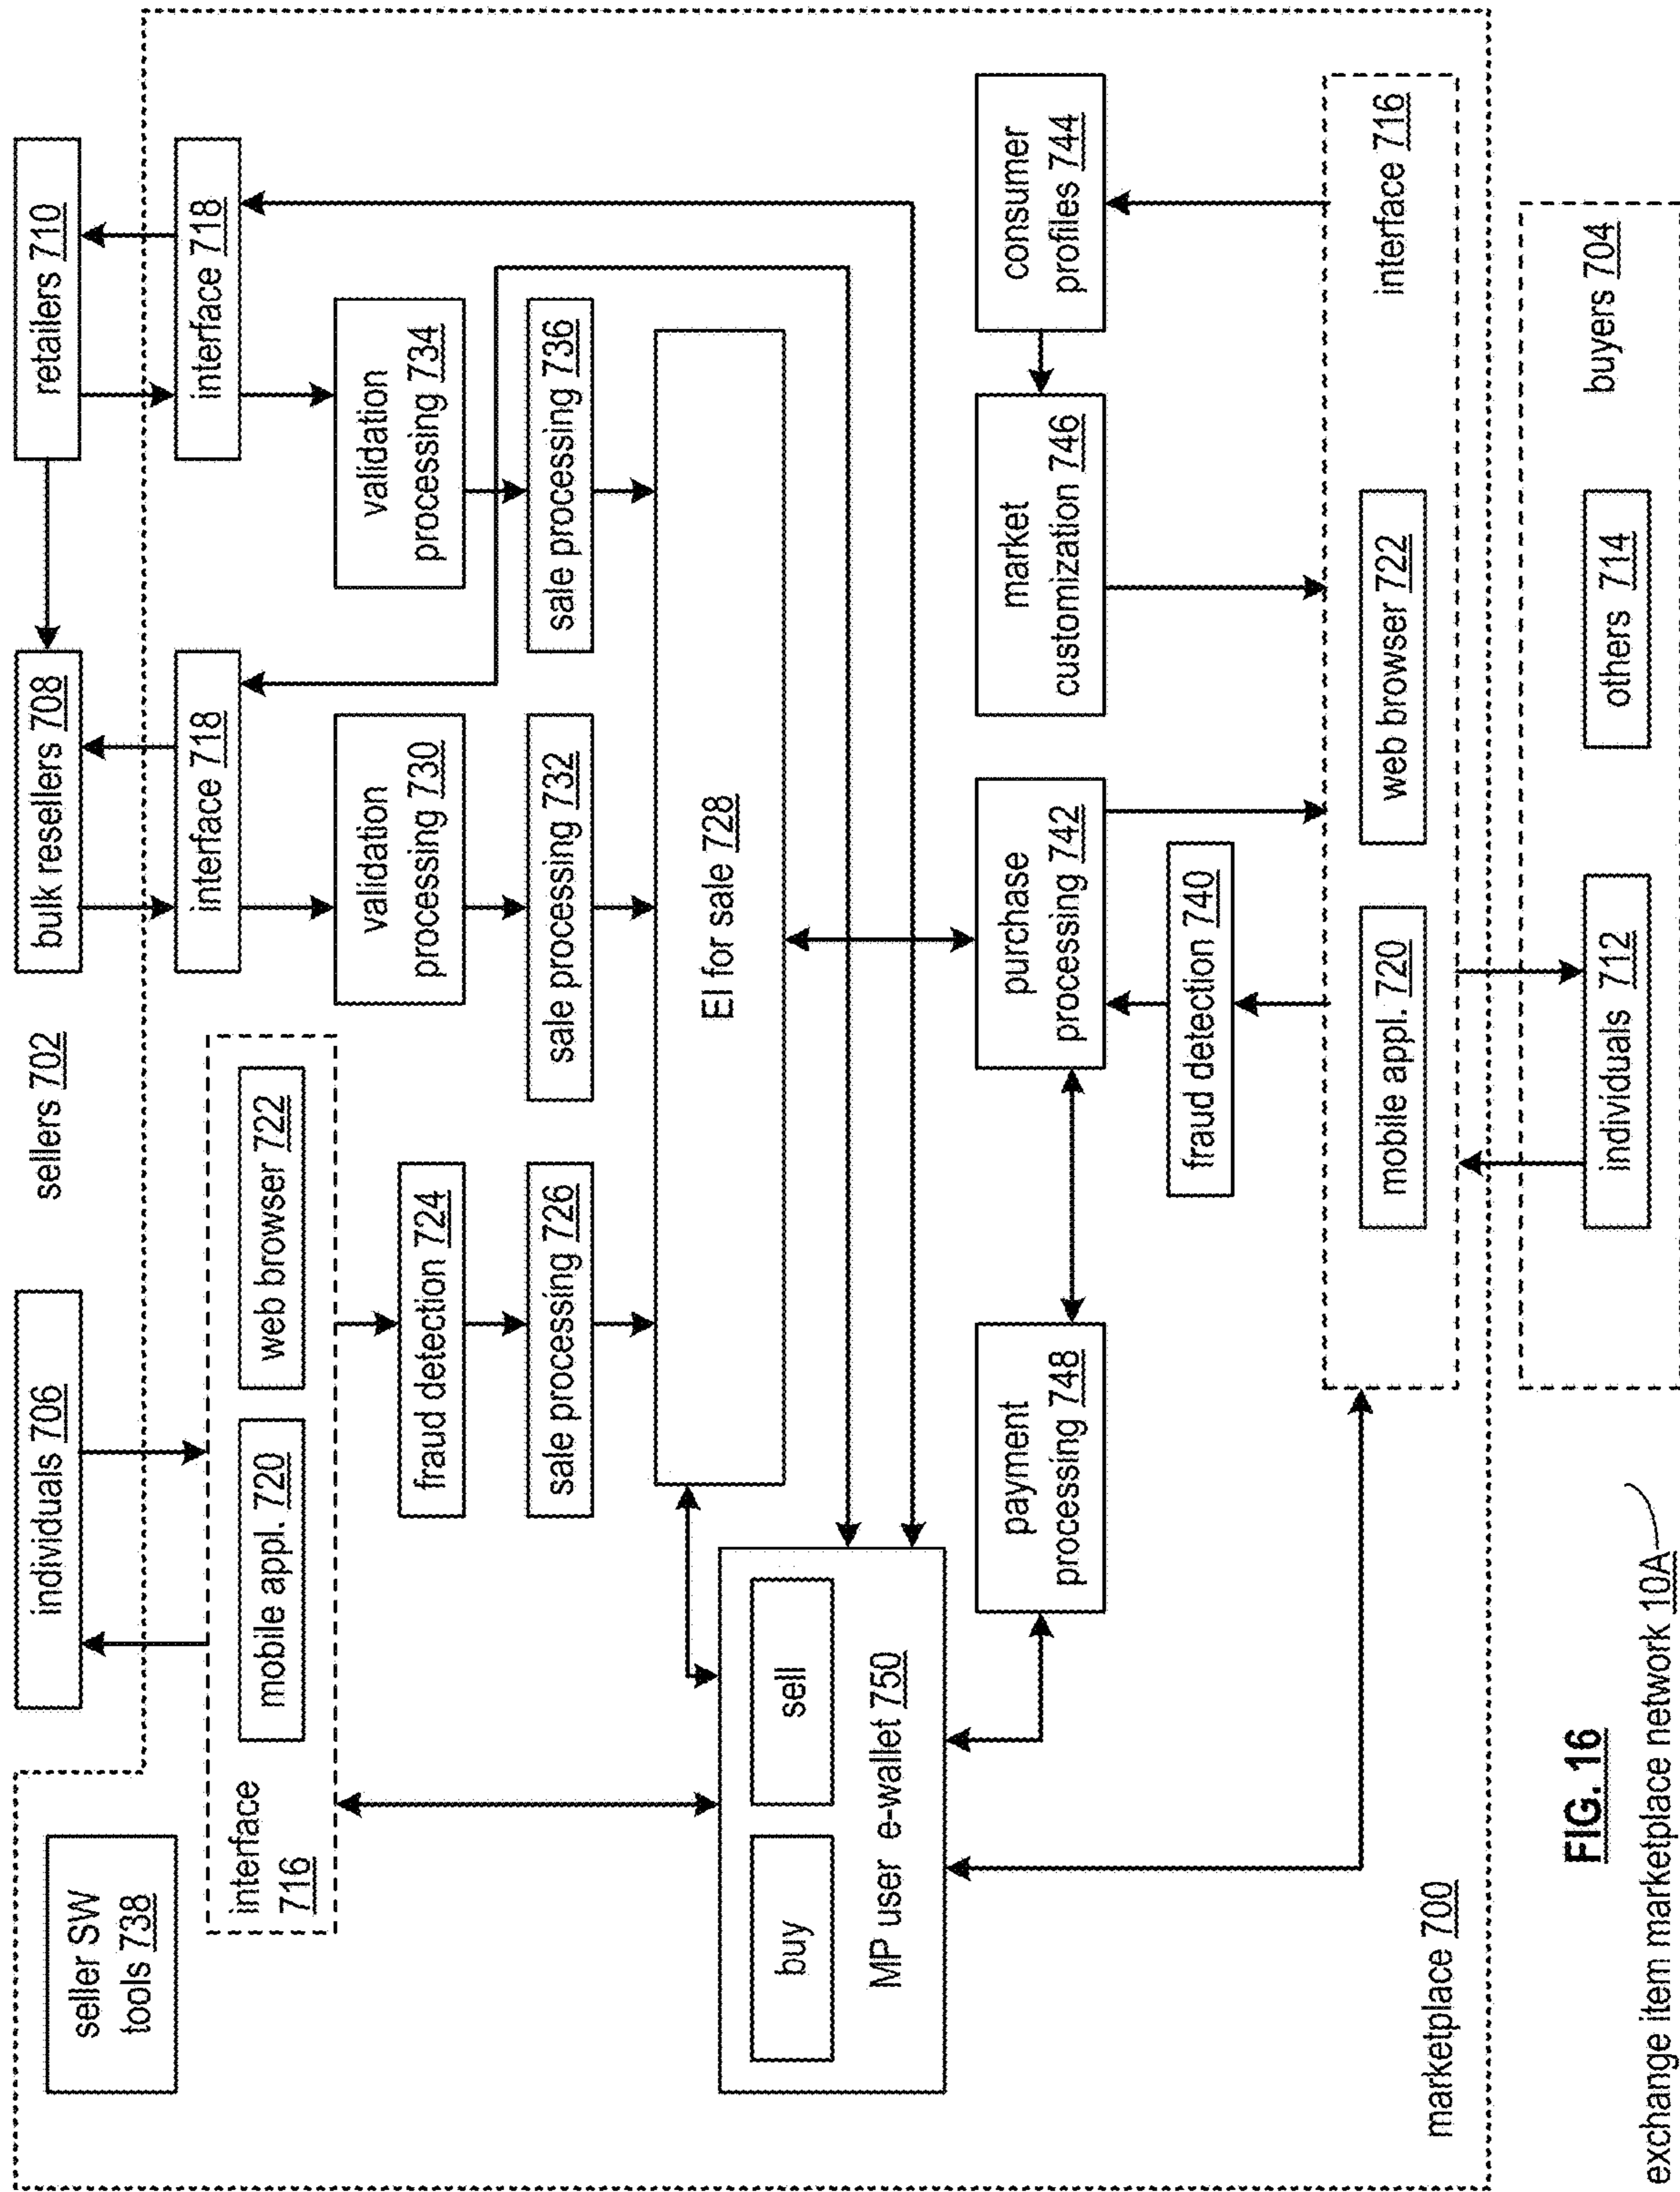 seller SW
tools 738
individuals 706
sellers 702
bulk resellers 708
retailers 710
interface
716
mobile appl. 720
web browser 722
interface 718
interface 718
fraud detection 724
validation
processing 730
validation
processing 734
sale processing 726
sale processing 732
sale processing 736
EI for sale 728
buy
sell
MP user e-wallet 750
payment
processing 748
purchase
processing 742
market
customization 746
consumer
profiles 744
fraud detection 740
mobile appl. 720
web browser 722
interface 716
marketplace 700
individuals 712
others 714
buyers 704
FIG. 16
exchange item marketplace network 10A